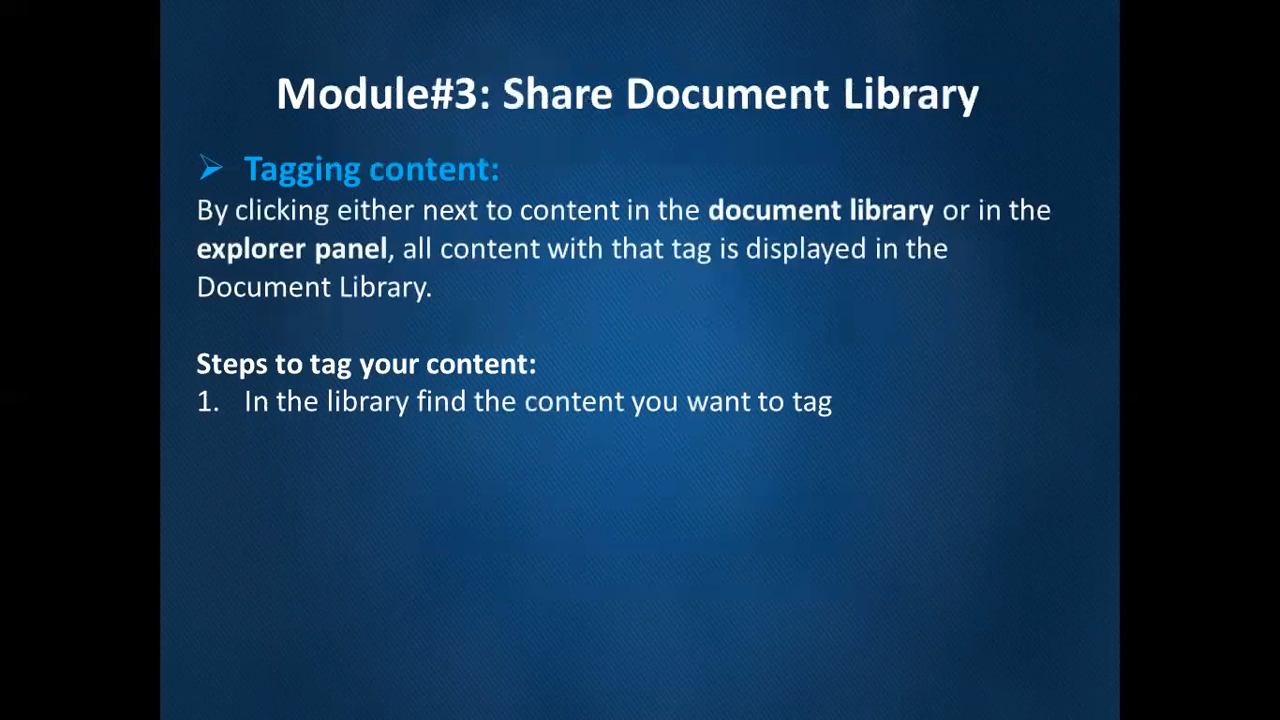 Module#3: Share Document Library
Tagging content:
By clicking either next to content in the document library or in the
explorer panel, all content with that tag is displayed in the
Document Library.
Steps to tag your content:
1. In the library find the content you want to tag